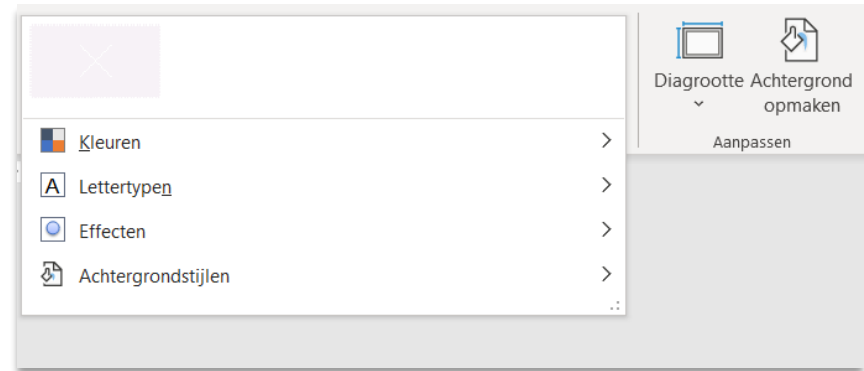 Kleuren
Lettertypen
Effecten
Achtergrondstijlen
Diagrootte Achtergrond
opmaken
Aanpassen